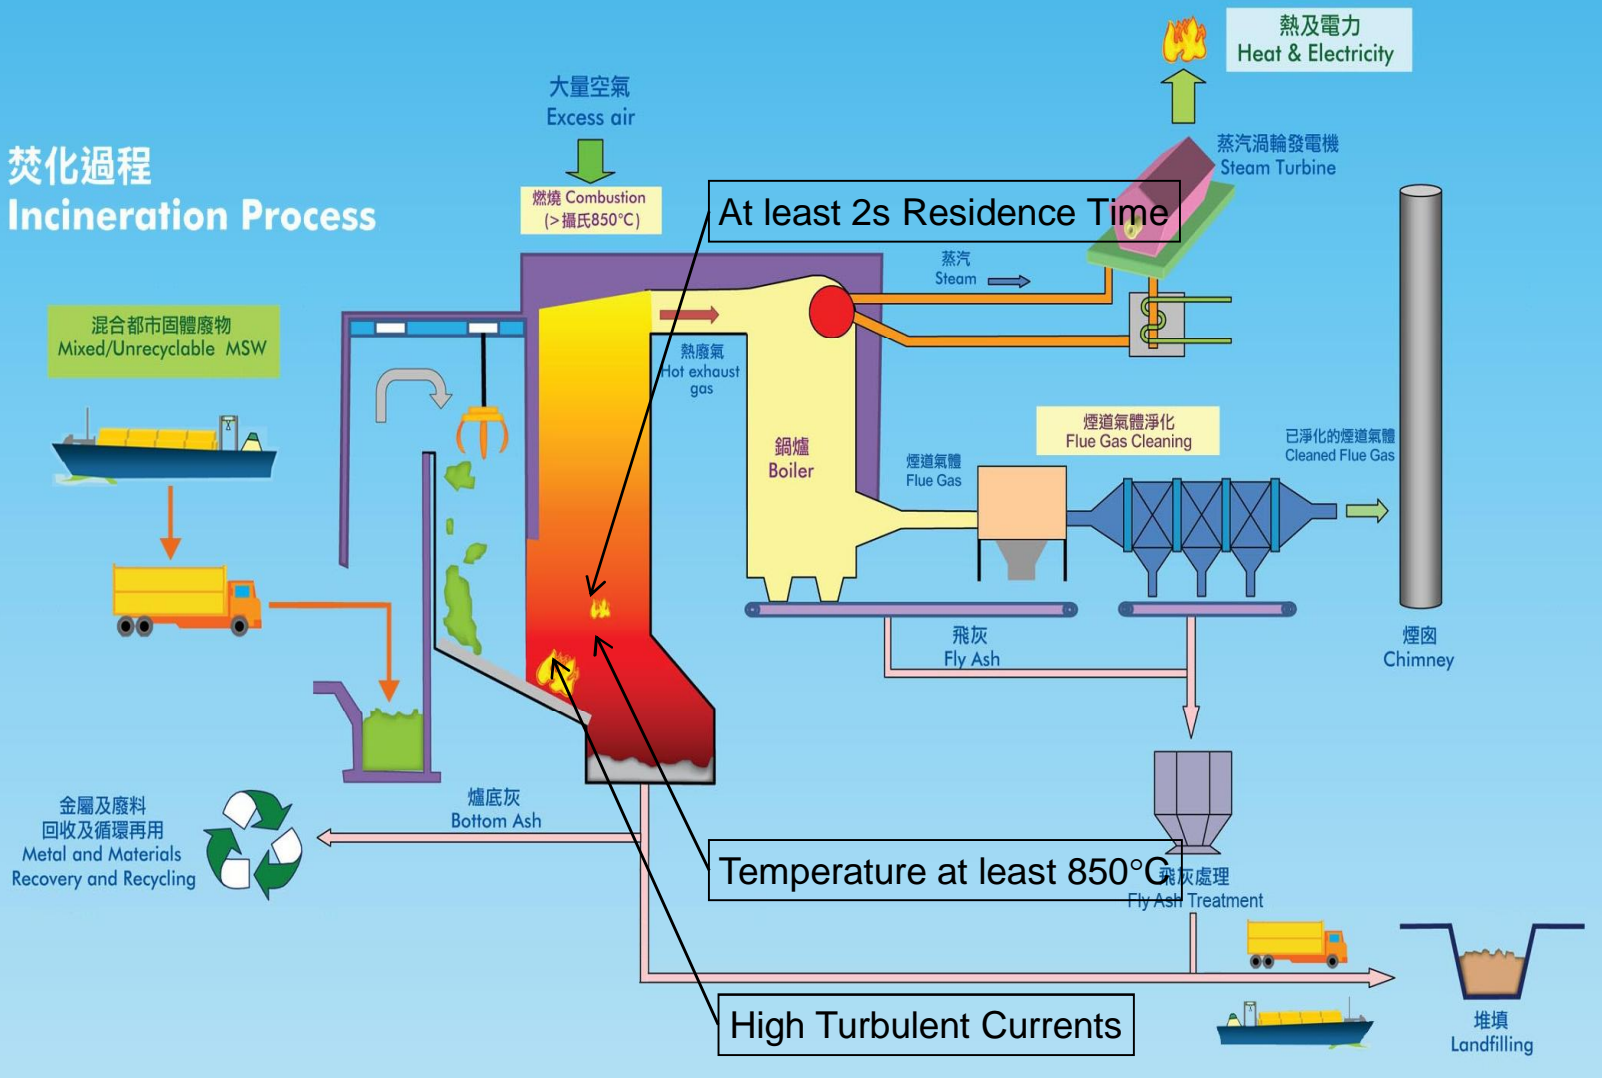 熱及電力
Heat & Electricity
大量空氣
Excess air
焚化過程
Incineration Process
燃燒 Combustion
(>攝氏850°C)
At least 2s Residence Time
蒸汽渦輪發電機
Steam Turbine
蒸汽
Steam
混合都市固體廢物
Mixed/Unrecyclable MSW
熱廢氣
Hot exhaust
gas
鍋爐
Boiler
煙道氣體
Flue Gas
煙道氣體淨化
Flue Gas Cleaning
已淨化的煙道氣體
Cleaned Flue Gas
飛灰
Fly Ash
煙囪
Chimney
金屬及廢料
回收及循環再用
Metal and Materials
Recovery and Recycling
爐底灰
Bottom Ash
Temperature at least 850°C
飛灰處理
Fly Ash Treatment
High Turbulent Currents
堆填
Landfilling